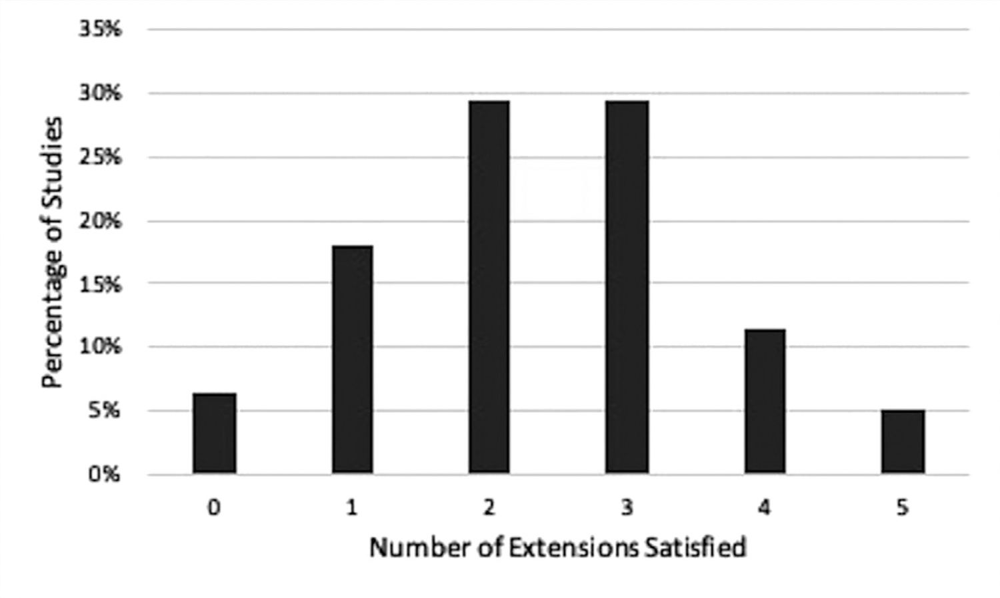 35%
30%
25%
20%
15%
10%
5%
0%
Percentage of Studies
0 1 2 3 4 5
Number of Extensions Satisfied